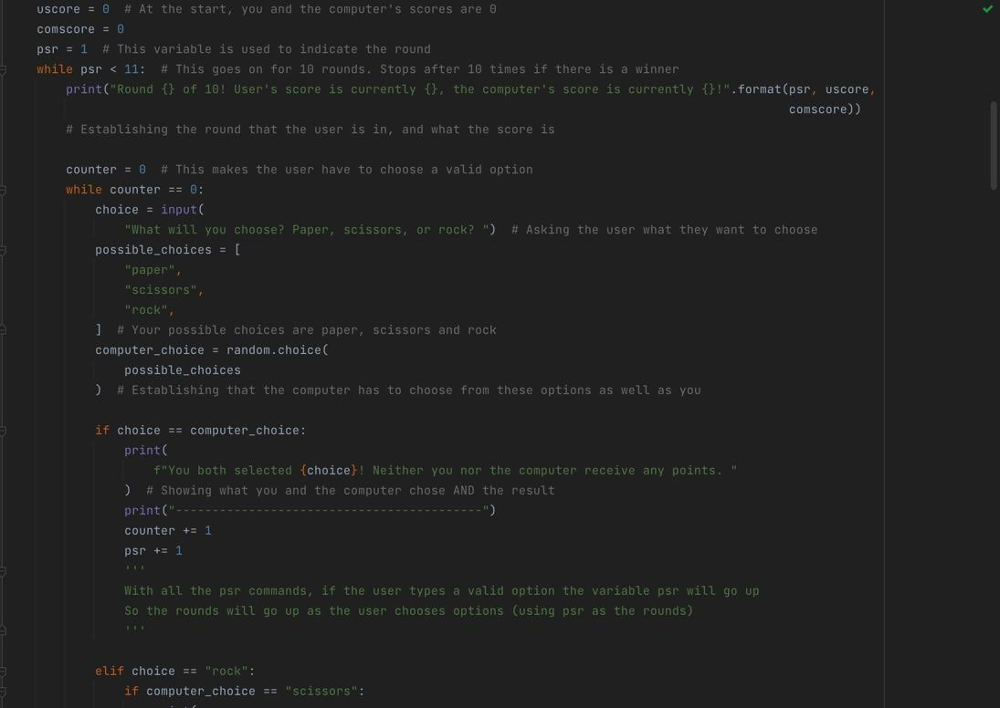 uscore = 0  # At the start, you and the computer's scores are 0
comscore = 0
psr = 1  # This variable is used to indicate the round
while psr < 11:  # This goes on for 10 rounds. Stops after 10 times if there is a winner
    print("Round {} of 10! User's score is currently {}, the computer's score is currently {}!".format(psr, uscore,
                                                                                                       comscore))
    # Establishing the round that the user is in, and what the score is

    counter = 0  # This makes the user have to choose a valid option
    while counter == 0:
        choice = input(
            "What will you choose? Paper, scissors, or rock? ")  # Asking the user what they want to choose
        possible_choices = [
            "paper",
            "scissors",
            "rock",
        ]  # Your possible choices are paper, scissors and rock
        computer_choice = random.choice(
            possible_choices
        )  # Establishing that the computer has to choose from these options as well as you

        if choice == computer_choice:
            print(
                f"You both selected {choice}! Neither you nor the computer receive any points. "
            )  # Showing what you and the computer chose AND the result
            print("------------------------------------------")
            counter += 1
            psr += 1
            '''
            With all the psr commands, if the user types a valid option the variable psr will go up
            So the rounds will go up as the user chooses options (using psr as the rounds)
            '''

        elif choice == "rock":
            if computer_choice == "scissors":